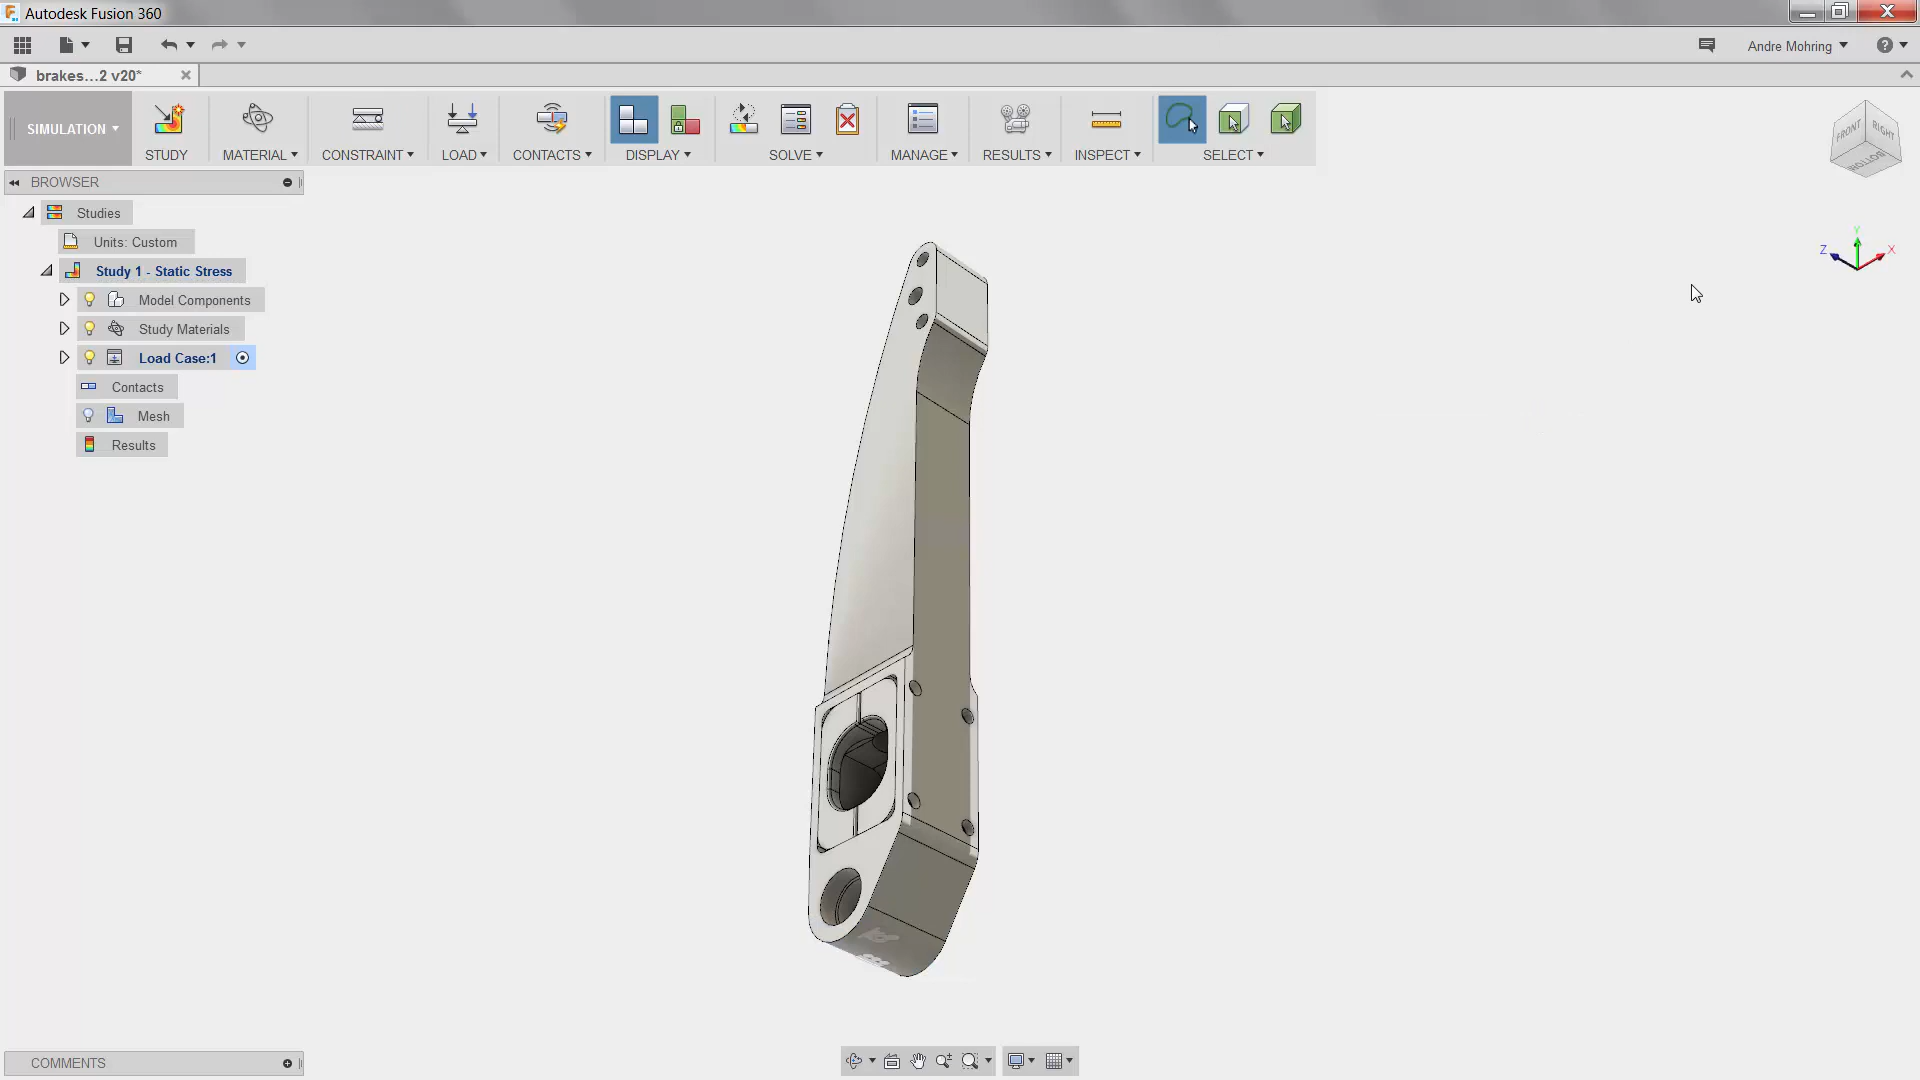 Autodesk Fusion 360
Andre Mohring
brakes...2 v20*
SIMULATION
STUDY
MATERIAL
CONSTRAINT
LOAD
CONTACTS
DISPLAY
SOLVE
MANAGE
RESULTS
INSPECT
SELECT
FRONT
RIGHT
BOTTOM
BROWSER
Studies
Units: Custom
Study 1 - Static Stress
Model Components
Study Materials
Load Case:1
Contacts
Mesh
Results
Y
Z
X
COMMENTS